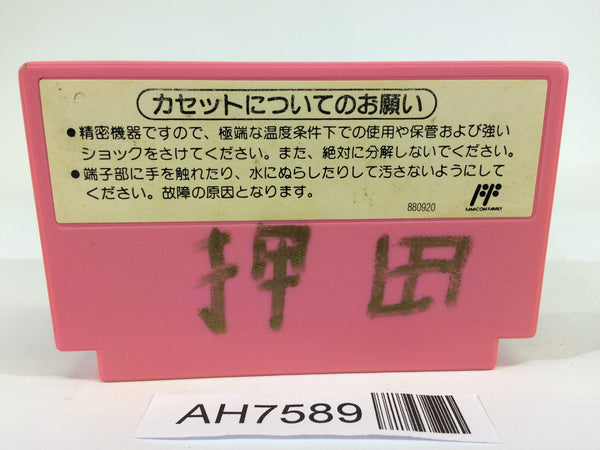 カセットについてのお願い
●精密機器ですので、極端な温度条件下での使用や保管および強い
ショックをさけてください。また、絶対に分解しないでください。
●端子部に手を触れたり、水にぬらしたりして汚さないようにして
ください。故障の原因となります。
FAMICOM FAMILY
880920
押田
AH7589